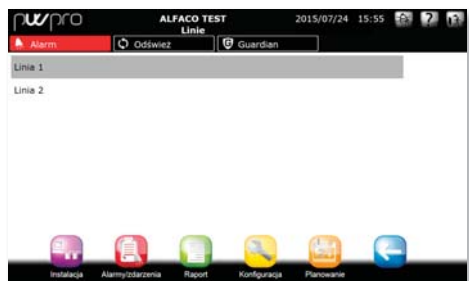 pwpro
ALFACO TEST
Linie
2015/07/24 15:55
?
Alarm
Odśwież
Guardian
Linia 1
Linia 2
Instalacja
Alarmy/zdarzenia
Raport
Konfiguracja
Planowanie